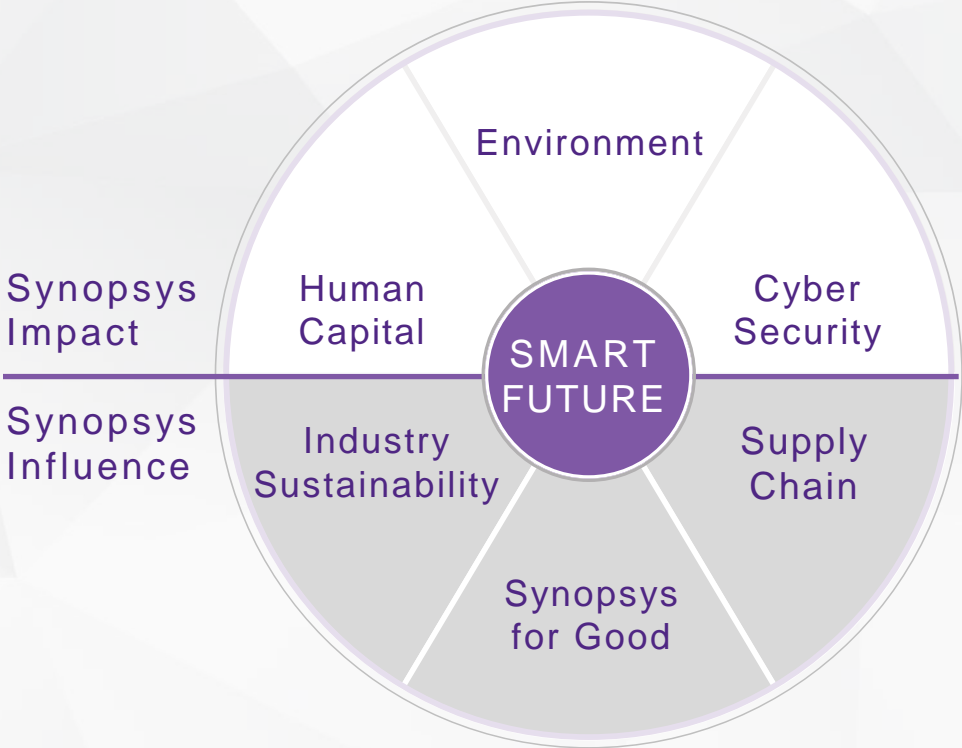 Environment
Synopsys
Impact
Human
Capital
Cyber
Security
SMART
FUTURE
Synopsys
Influence
Industry
Sustainability
Supply
Chain
Synopsys
for Good